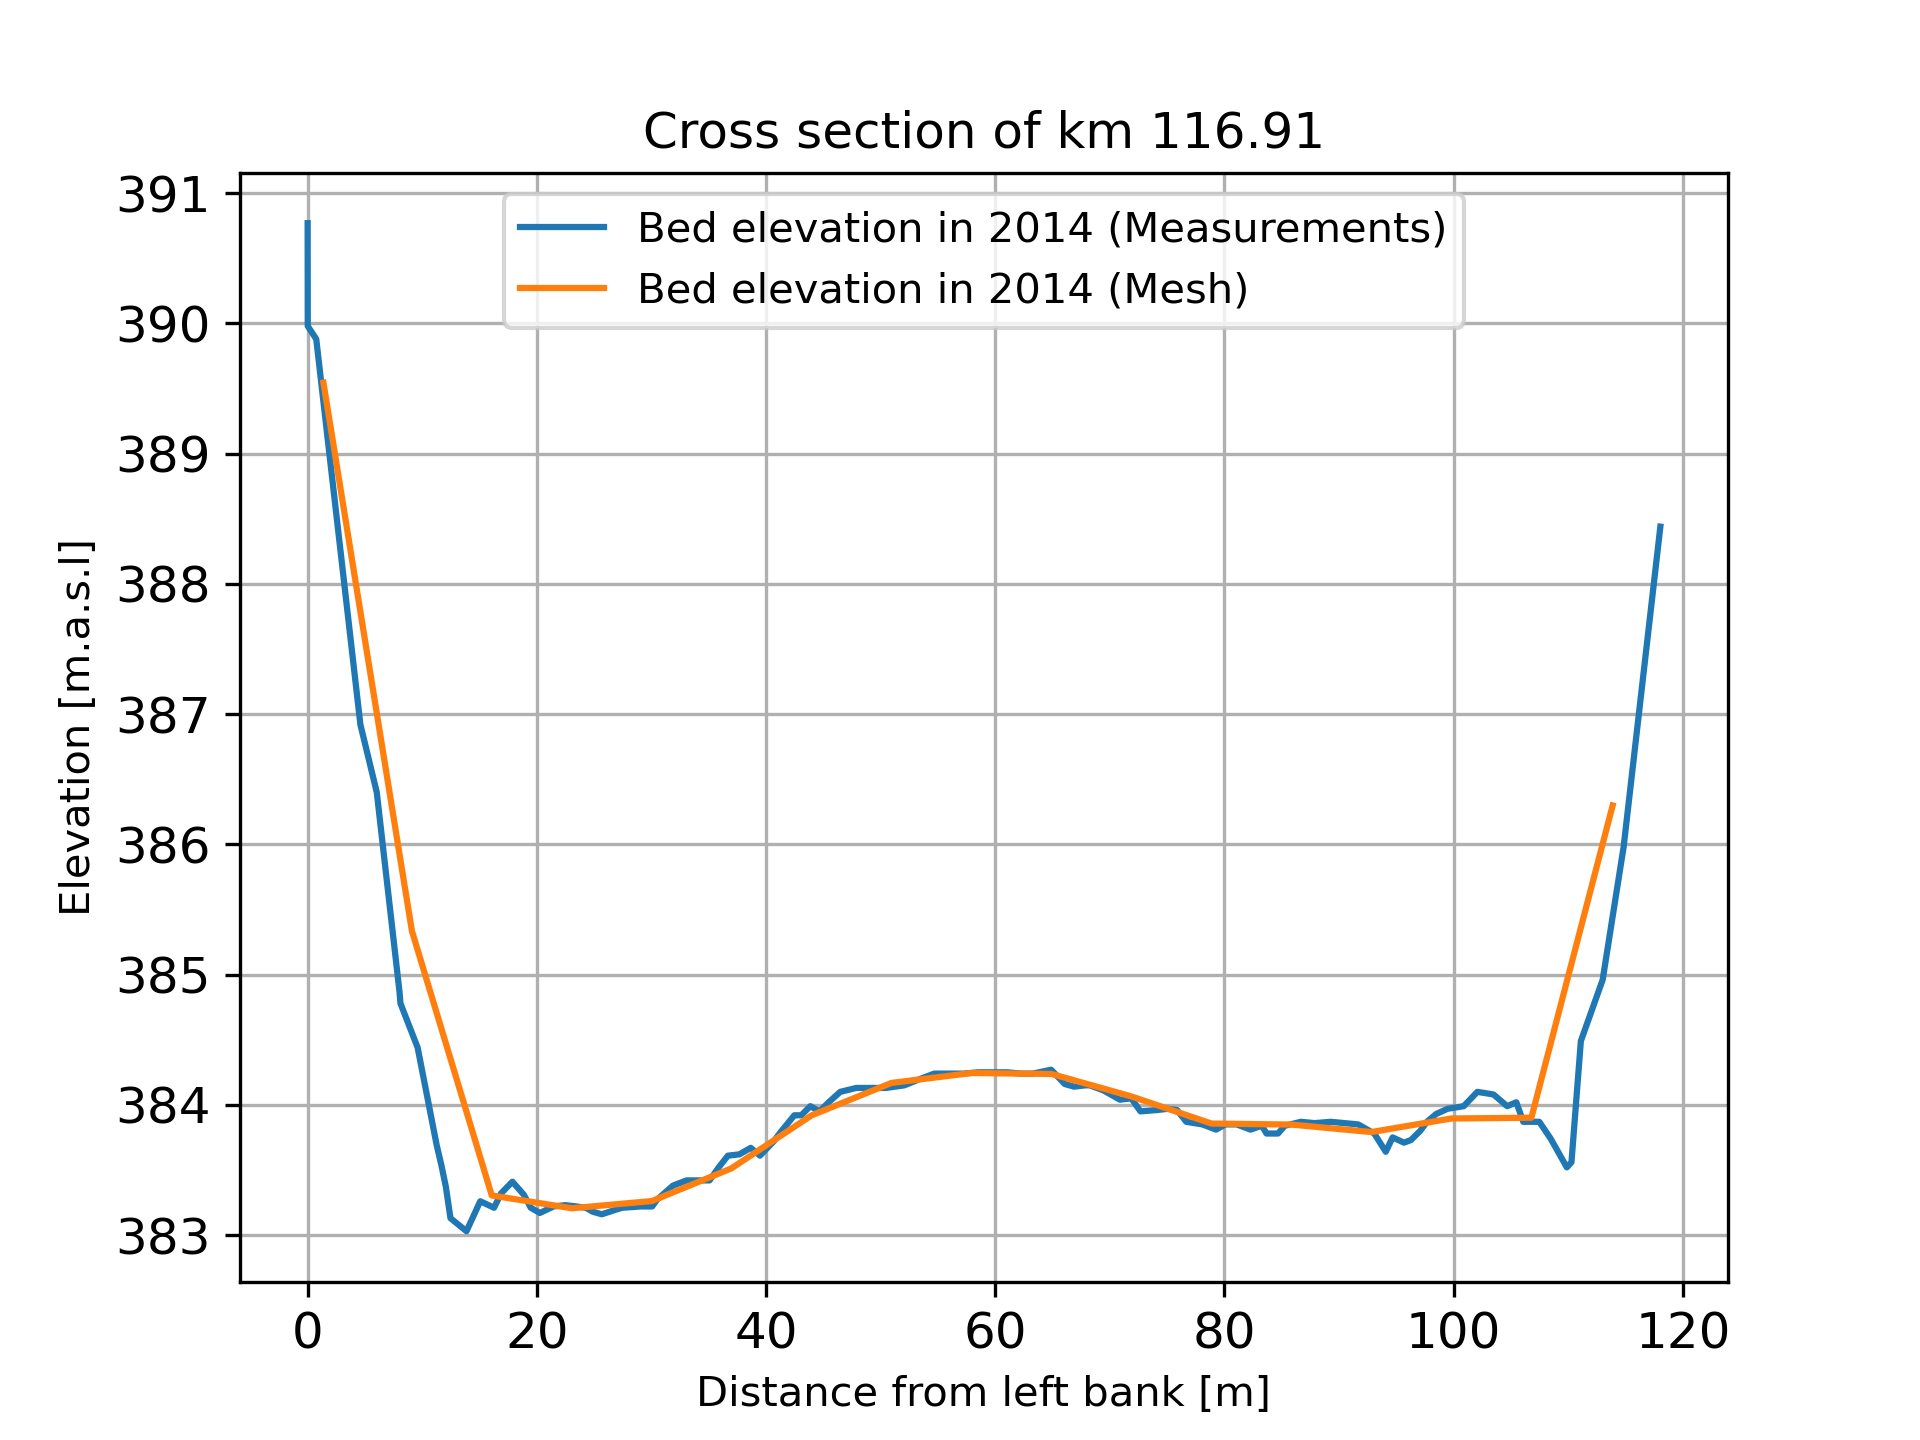 Cross section of km 116.91
Bed elevation in 2014 (Measurements)
Bed elevation in 2014 (Mesh)
391
390
389
388
387
386
385
384
383
Elevation [m.a.s.l]
0 20 40 60 80 100 120
Distance from left bank [m]